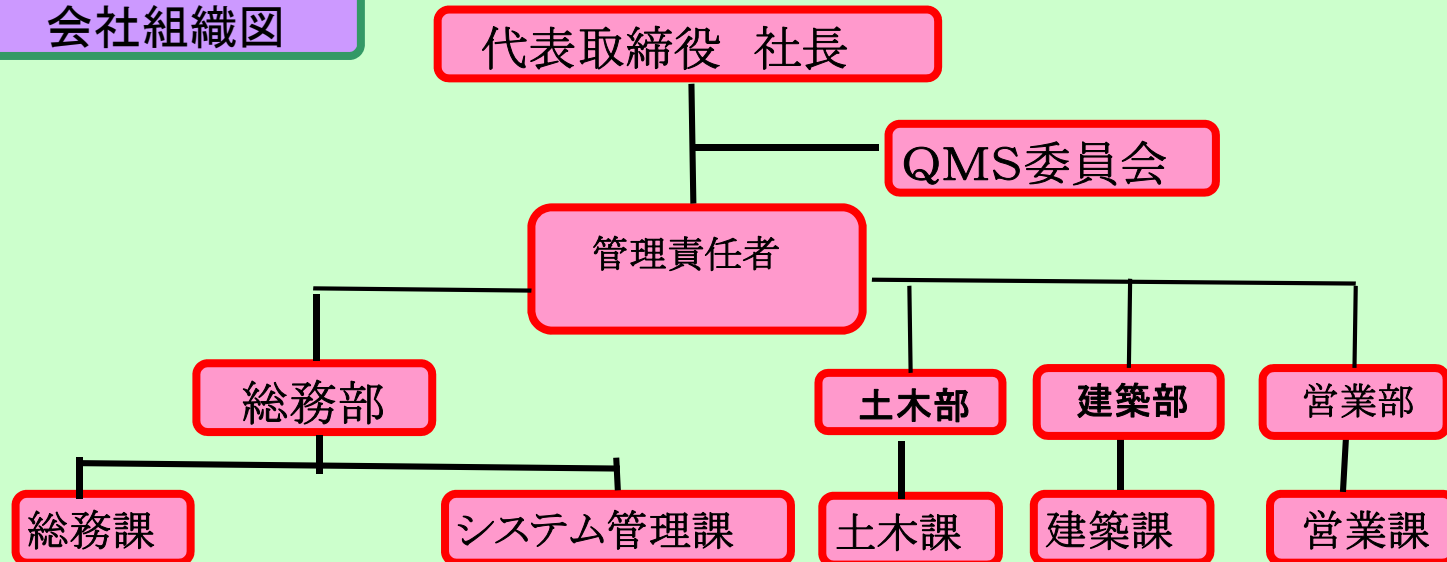 会社組織図
代表取締役　社長
QMS委員会
管理責任者
総務部
土木部
建築部
営業部
総務課
システム管理課
土木課
建築課
営業課